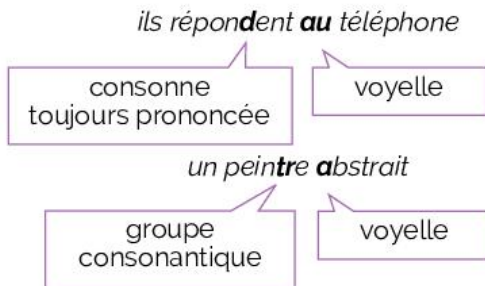 ils répondent au téléphone
consonne
toujours prononcée
voyelle
un peintre abstrait
groupe
consonantique
voyelle